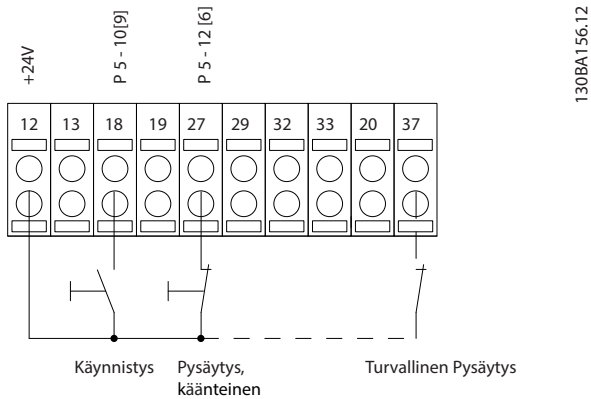 130BA156.12
+24V
P 5 - 10[9]
P 5 - 12 [6]
12 13 18 19 27 29 32 33 20 37
Käynnistys
Pysäytys,
käänteinen
Turvallinen Pysäytys